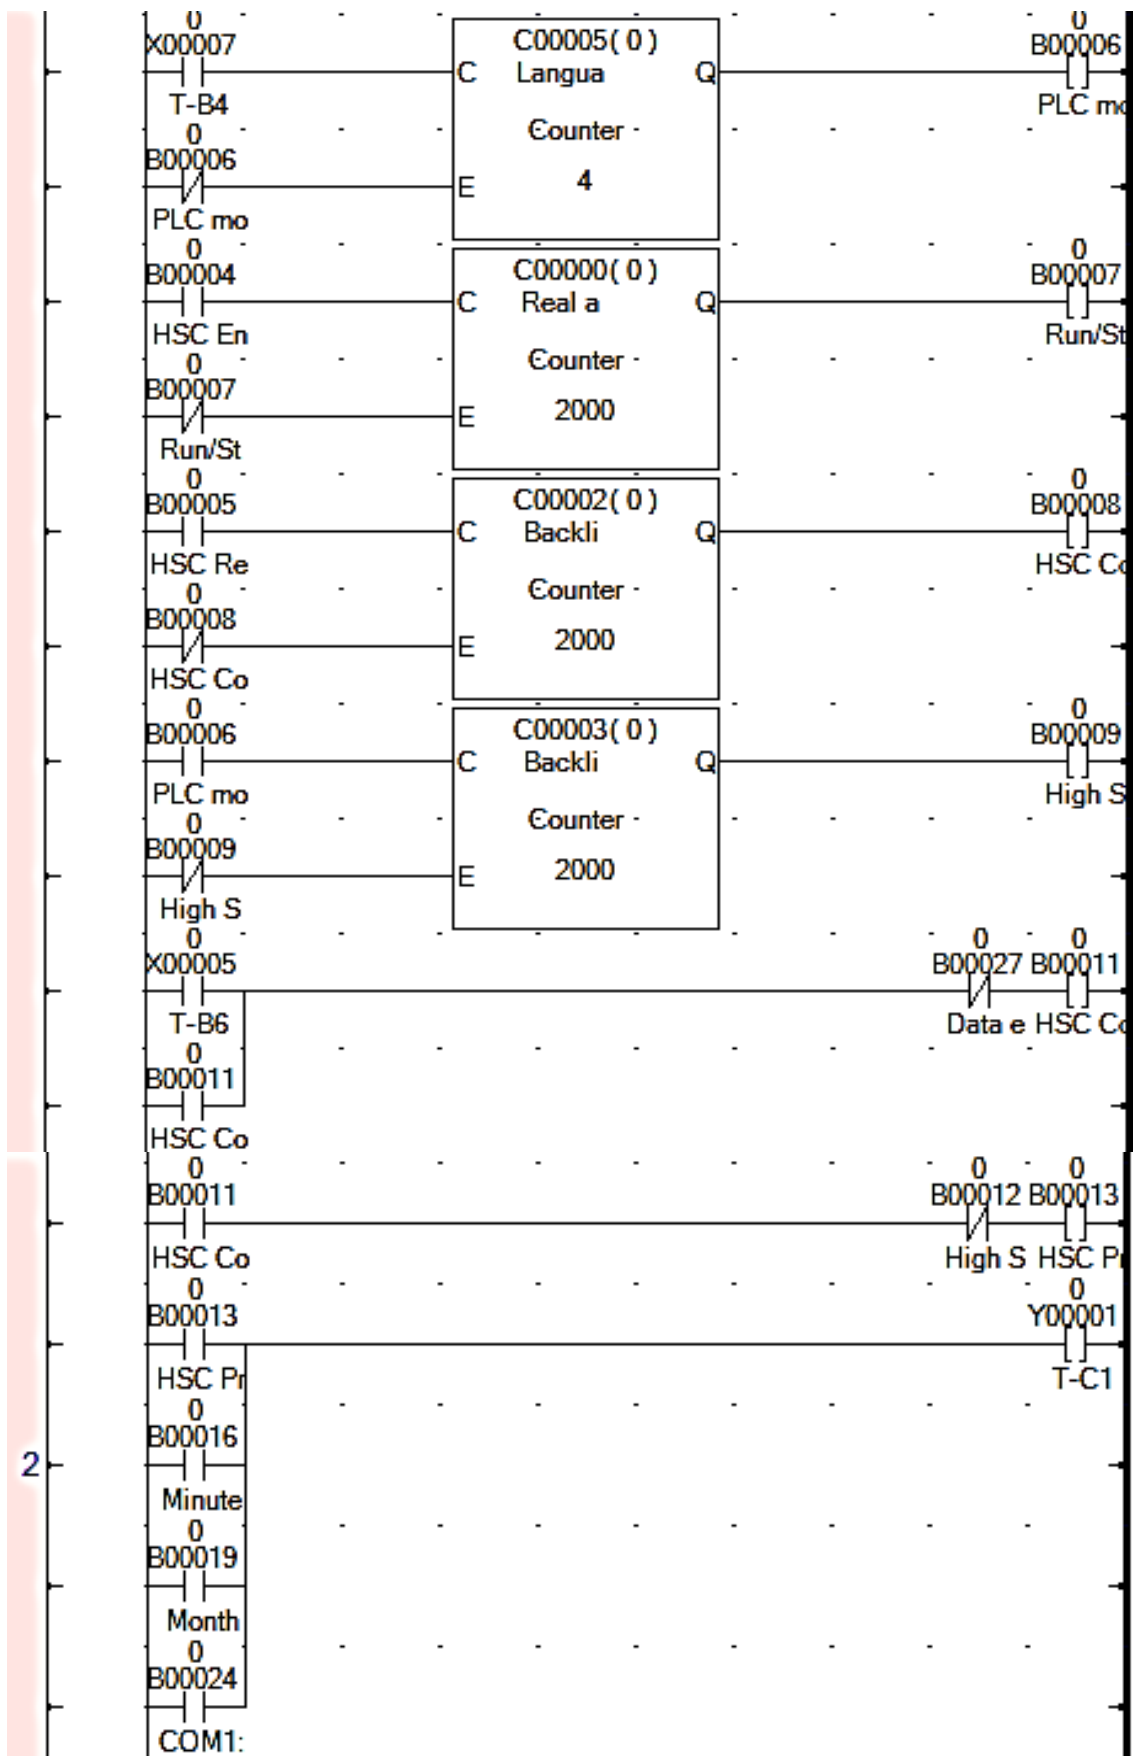 0 0
X00007 C00005( 0 ) B00006
C Langua Q
T-B4 PLC mo
0 Counter
B00006
E 4
PLC mo
0 0
B00004 C00000( 0 ) B00007
C Real a Q
HSC En Run/St
0 Counter
B00007
E 2000
Run/St
0 0
B00005 C00002( 0 ) B00008
C Backli Q
HSC Re HSC Co
0 Counter
B00008
E 2000
HSC Co
0 0
B00006 C00003( 0 ) B00009
C Backli Q
PLC mo High S
0 Counter
B00009
E 2000
High S
0 0 0
X00005 B00027 B00011
T-B6 Data e HSC Co
0
B00011
HSC Co
0 0 0
B00011 B00012 B00013
HSC Co High S HSC Pr
0 0
B00013 Y00001
HSC Pr T-C1
0
B00016
2
Minute
0
B00019
Month
0
B00024
COM1: